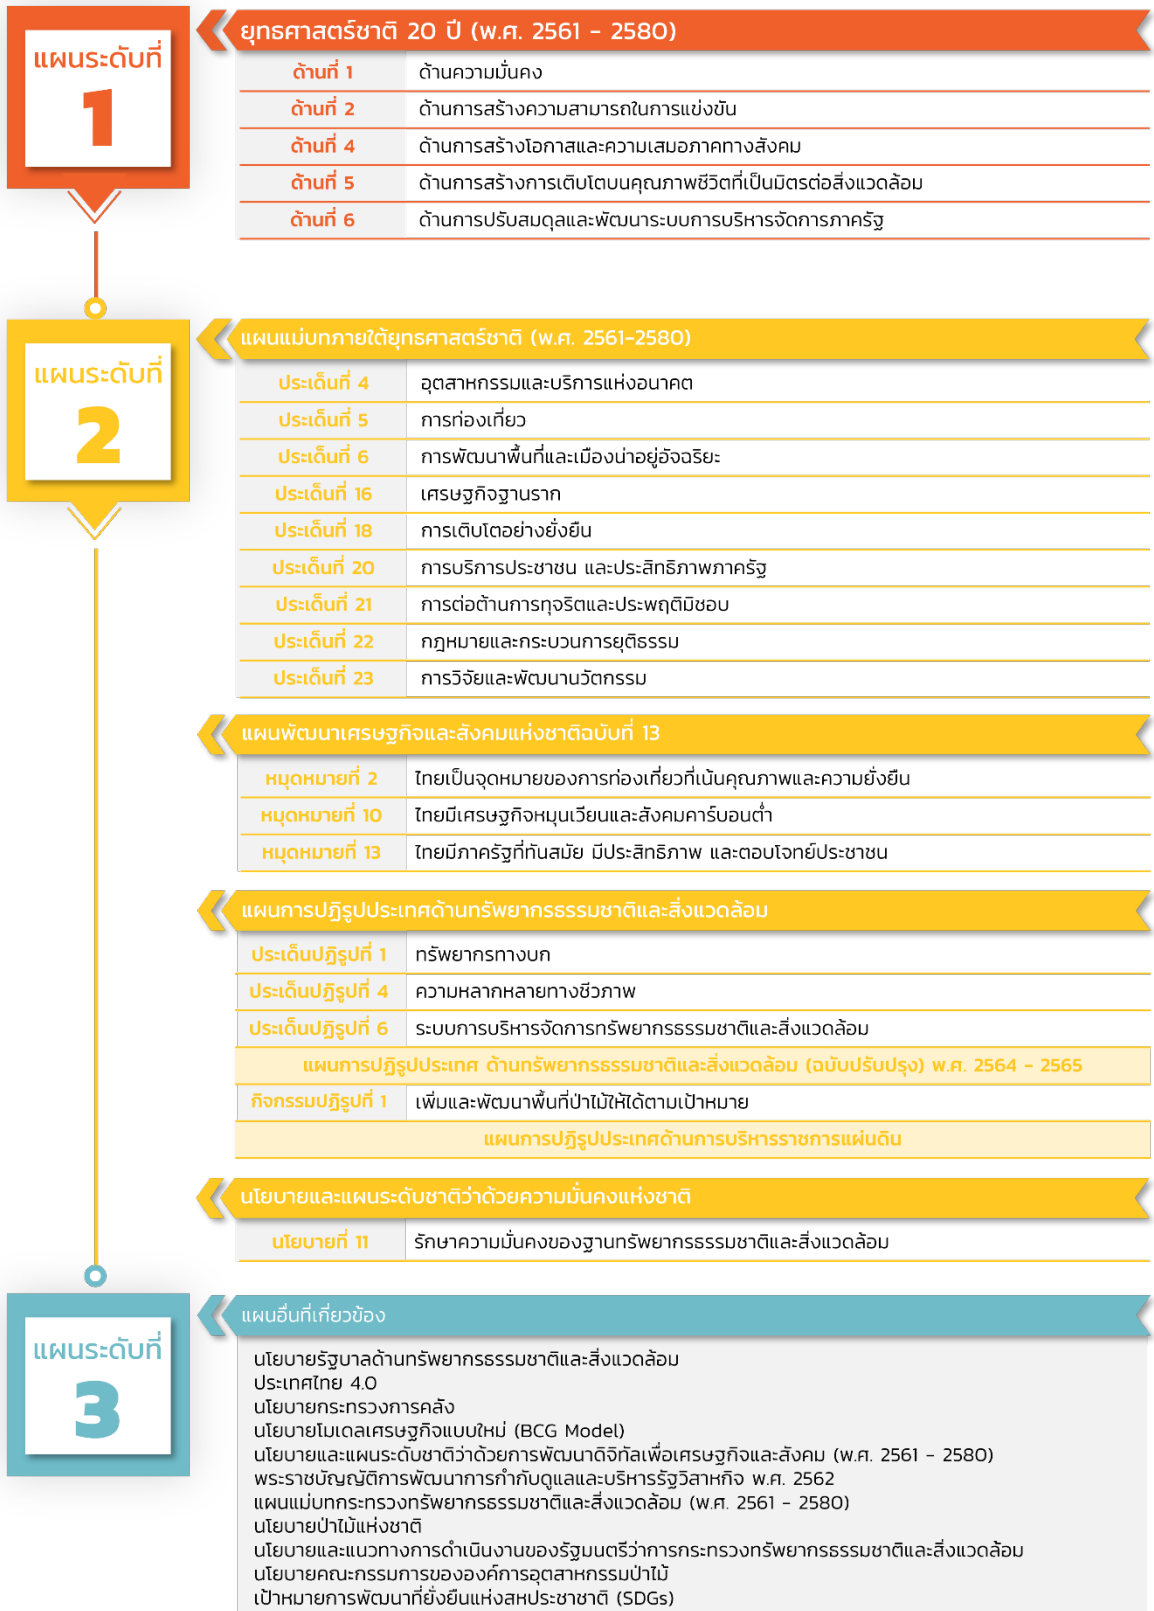 แผนระดับที่
1
ยุทธศาสตร์ชาติ 20 ปี (พ.ศ. 2561 - 2580)
ด้านที่ 1 ด้านความมั่นคง
ด้านที่ 2 ด้านการสร้างความสามารถในการแข่งขัน
ด้านที่ 4 ด้านการสร้างโอกาสและความเสมอภาคทางสังคม
ด้านที่ 5 ด้านการสร้างการเติบโตบนคุณภาพชีวิตที่เป็นมิตรต่อสิ่งแวดล้อม
ด้านที่ 6 ด้านการปรับสมดุลและพัฒนาระบบการบริหารจัดการภาครัฐ
แผนระดับที่
2
แผนแม่บทภายใต้ยุทธศาสตร์ชาติ (พ.ศ. 2561-2580)
ประเด็นที่ 4 อุตสาหกรรมและบริการแห่งอนาคต
ประเด็นที่ 5 การท่องเที่ยว
ประเด็นที่ 6 การพัฒนาพื้นที่และเมืองน่าอยู่อัจฉริยะ
ประเด็นที่ 16 เศรษฐกิจฐานราก
ประเด็นที่ 18 การเติบโตอย่างยั่งยืน
ประเด็นที่ 20 การบริการประชาชน และประสิทธิภาพภาครัฐ
ประเด็นที่ 21 การต่อต้านการทุจริตและประพฤติมิชอบ
ประเด็นที่ 22 กฎหมายและกระบวนการยุติธรรม
ประเด็นที่ 23 การวิจัยและพัฒนานวัตกรรม
แผนพัฒนาเศรษฐกิจและสังคมแห่งชาติฉบับที่ 13
หมุดหมายที่ 2 ไทยเป็นจุดหมายของการท่องเที่ยวที่เน้นคุณภาพและความยั่งยืน
หมุดหมายที่ 10 ไทยมีเศรษฐกิจหมุนเวียนและสังคมคาร์บอนต่ำ
หมุดหมายที่ 13 ไทยมีภาครัฐที่ทันสมัย มีประสิทธิภาพ และตอบโจทย์ประชาชน
แผนการปฏิรูปประเทศด้านทรัพยากรธรรมชาติและสิ่งแวดล้อม
ประเด็นปฏิรูปที่ 1 ทรัพยากรทางบก
ประเด็นปฏิรูปที่ 4 ความหลากหลายทางชีวภาพ
ประเด็นปฏิรูปที่ 6 ระบบการบริหารจัดการทรัพยากรธรรมชาติและสิ่งแวดล้อม
แผนการปฏิรูปประเทศ ด้านทรัพยากรธรรมชาติและสิ่งแวดล้อม (ฉบับปรับปรุง) พ.ศ. 2564 - 2565
กิจกรรมปฏิรูปที่ 1 เพิ่มและพัฒนาพื้นที่ป่าไม้ให้ได้ตามเป้าหมาย
แผนการปฏิรูปประเทศด้านการบริหารราชการแผ่นดิน
นโยบายและแผนระดับชาติว่าด้วยความมั่นคงแห่งชาติ
นโยบายที่ 11 รักษาความมั่นคงของฐานทรัพยากรธรรมชาติและสิ่งแวดล้อม
แผนระดับที่
3
แผนอื่นที่เกี่ยวข้อง
นโยบายรัฐบาลด้านทรัพยากรธรรมชาติและสิ่งแวดล้อม
ประเทศไทย 4.0
นโยบายกระทรวงการคลัง
นโยบายโมเดลเศรษฐกิจแบบใหม่ (BCG Model)
นโยบายและแผนระดับชาติว่าด้วยการพัฒนาดิจิทัลเพื่อเศรษฐกิจและสังคม (พ.ศ. 2561 - 2580)
พระราชบัญญัติการพัฒนาการกำกับดูแลและบริหารรัฐวิสาหกิจ พ.ศ. 2562
แผนแม่บทกระทรวงทรัพยากรธรรมชาติและสิ่งแวดล้อม (พ.ศ. 2561 - 2580)
นโยบายป่าไม้แห่งชาติ
นโยบายและแนวทางการดำเนินงานของรัฐมนตรีว่าการกระทรวงทรัพยากรธรรมชาติและสิ่งแวดล้อม
นโยบายคณะกรรมการขององค์การอุตสาหกรรมป่าไม้
เป้าหมายการพัฒนาที่ยั่งยืนแห่งสหประชาชาติ (SDGs)